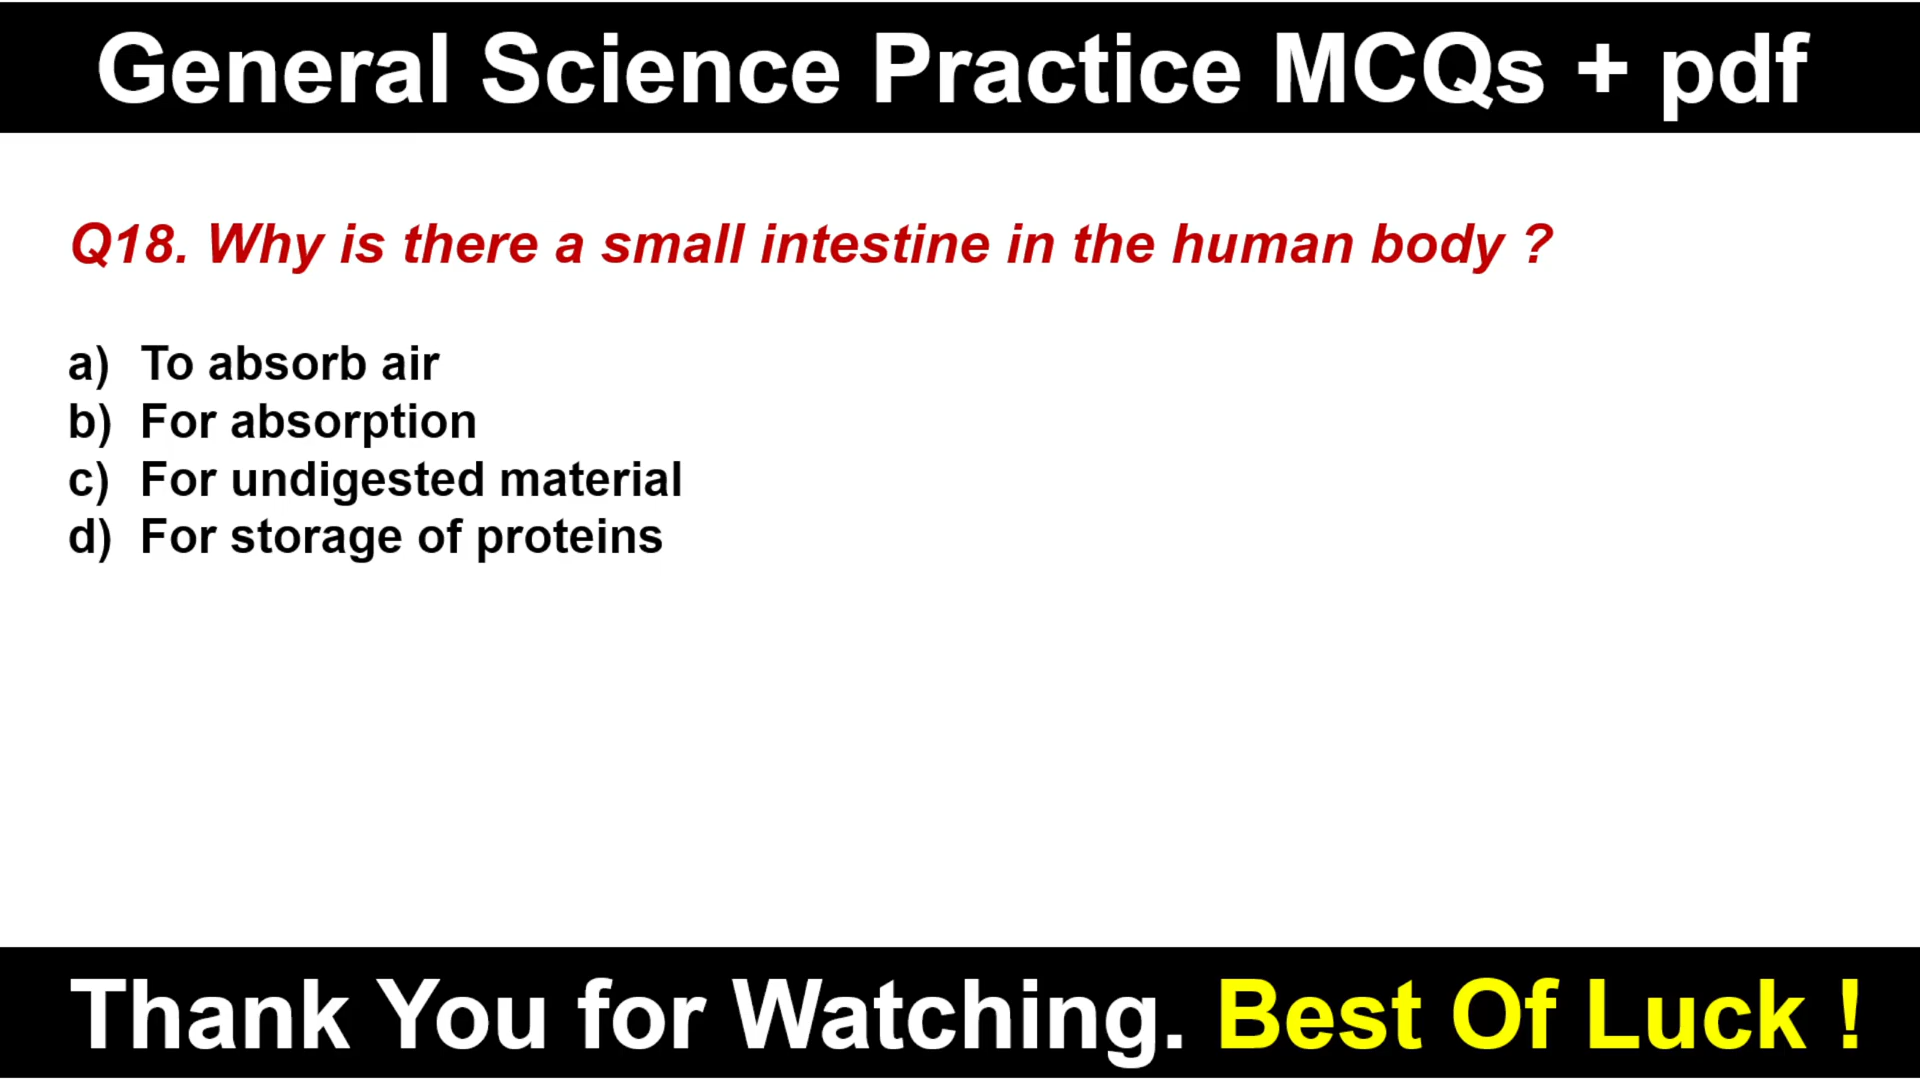 General Science Practice MCQs + pdf
Q18. Why is there a small intestine in the human body ?
a) To absorb air
b) For absorption
c) For undigested material
d) For storage of proteins
Thank You for Watching. Best Of Luck !